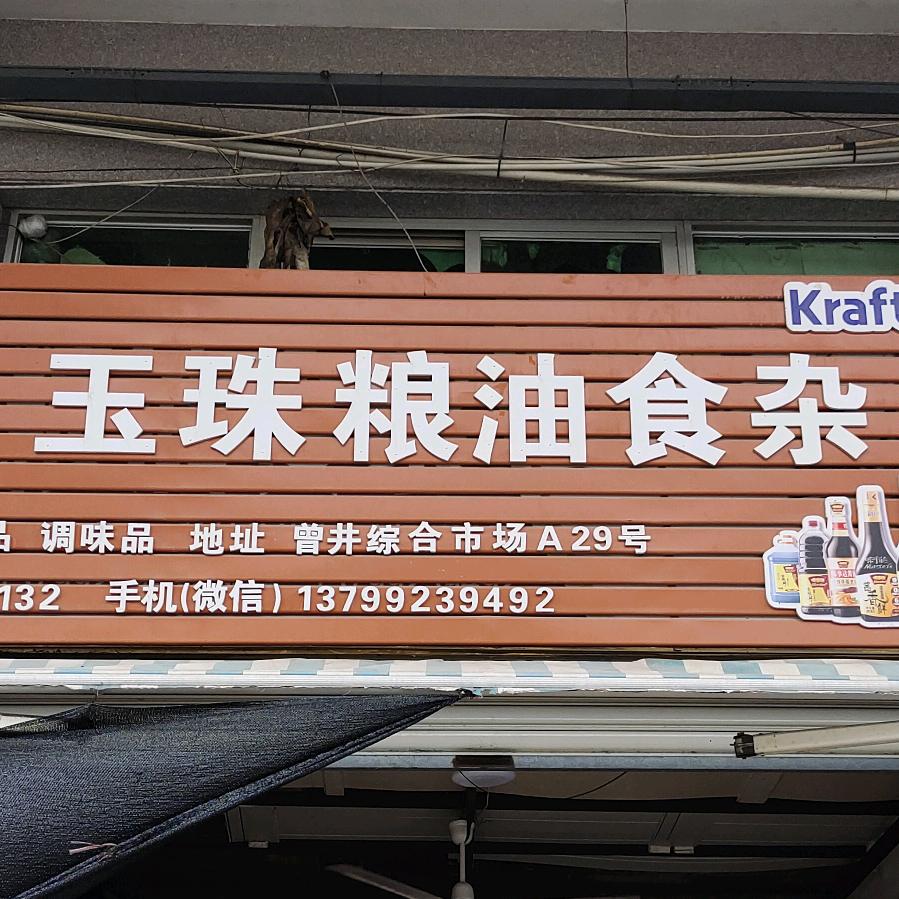 Kraft
玉珠粮油食杂
品 调味品 地址 曾井综合市场A29号
132 手机(微信) 13799239492